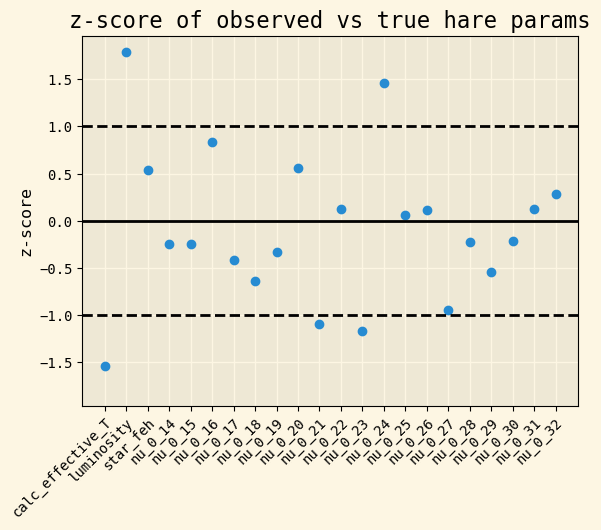 z-score of observed vs true hare params
z-score
1.5
1.0
0.5
0.0
−0.5
−1.0
−1.5
calc_effective_T
luminosity
star_feh
nu_0_14
nu_0_15
nu_0_16
nu_0_17
nu_0_18
nu_0_19
nu_0_20
nu_0_21
nu_0_22
nu_0_23
nu_0_24
nu_0_25
nu_0_26
nu_0_27
nu_0_28
nu_0_29
nu_0_30
nu_0_31
nu_0_32